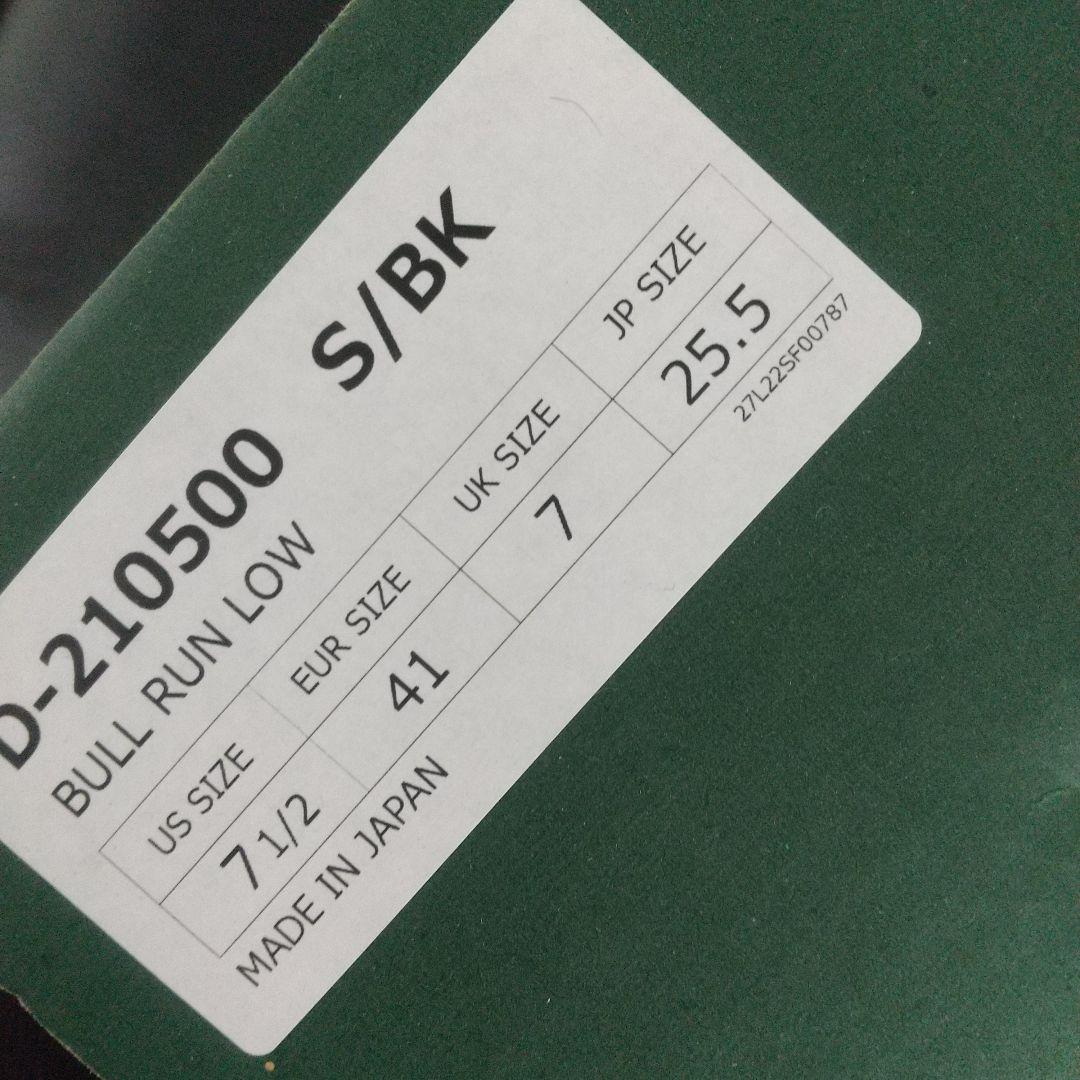 D-210500 S/BK
BULL RUN LOW
US SIZE EUR SIZE UK SIZE JP SIZE
7 1/2 41 7 25.5
MADE IN JAPAN 27L22SF00787